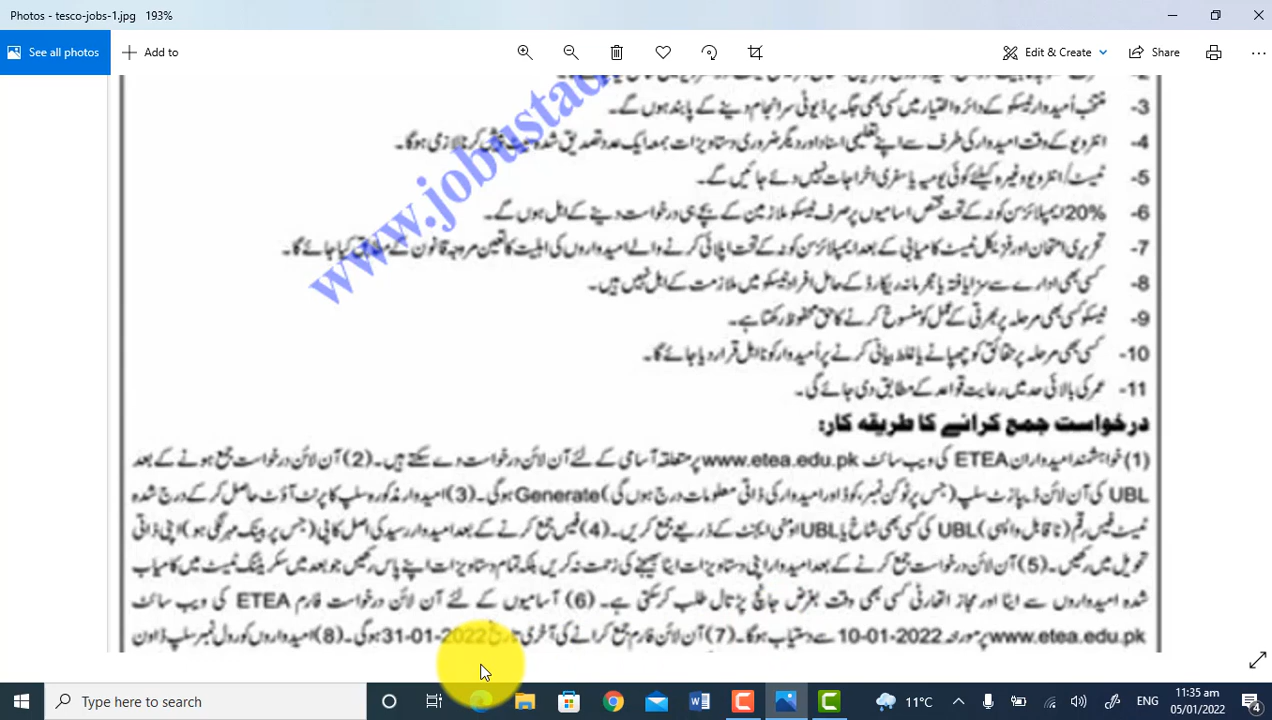 Photos - tesco-jobs-1.jpg 193%
See all photos
Add to
Edit & Create
Share
3- منتخب اُمیدوار ٹیسکو کے دائرہ اختیار میں کسی بھی جگہ پر ڈیوٹی سرانجام دینے کے پابند ہوں گے۔
4- انٹرویو کے وقت امیدوار کی طرف سے اپنے تعلیمی اسناد اور دیگر ضروری دستاویزات بمعہ ایک عدد تصدیق شدہ پیش کرنا لازمی ہوگا۔
5- ٹیسٹ/انٹرویو وغیرہ کیلئے کوئی یومیہ یا سفری اخراجات نہیں دئے جائیں گے۔
6- 20% ایمپلائزسن کوٹہ کے تحت مختص اسامیوں پر صرف ٹیسکو ملازمین کے بچے ہی درخواست دینے کے اہل ہوں گے۔
7- تحریری امتحان اور فزیکل ٹیسٹ کامیابی کے بعد ایمپلائزسن کوٹہ کے تحت اپلائی کرنے والے امیدواروں کی اہلیت کا تعین مروجہ قانون کے مطابق کیا جائے گا۔
8- کسی بھی ادارے سے سزا یافتہ یا مجرمانہ ریکارڈ کے حامل افراد ٹیسکو میں ملازمت کے اہل نہیں ہیں۔
9- ٹیسکو کسی بھی مرحلہ پر بھرتی کے عمل کو منسوخ کرنے کا حق محفوظ رکھتا ہے۔
10- کسی بھی مرحلہ پر حقائق کو چھپانے یا غلط بیانی کرنے پر اُمیدوار کو نااہل قرار دیا جائے گا۔
11- عمر کی بالائی حد میں رعایت قواعد کے مطابق دی جائے گی۔
www.jobustad
درخواست جمع کرانے کا طریقہ کار:
(1) خواہشمند امیدواران ETEA کی ویب سائٹ www.etea.edu.pk پر متعلقہ آسامی کے لئے آن لائن درخواست دے سکتے ہیں۔ (2) آن لائن درخواست جمع ہونے کے بعد
UBL کی آن لائن ڈیپازٹ سلپ (جس پر ٹوکن نمبر، کوڈ اور امیدوار کی ذاتی معلومات درج ہوں گی) Generate ہوگی۔ (3) امیدوار مذکورہ سلپ کا پرنٹ آؤٹ حاصل کر کے درج شدہ
ٹیسٹ فیس رقم (ناقابل واپسی) UBL کی کسی بھی شاخ یا UBL اومنی ایجنٹ کے ذریعے جمع کریں۔ (4) فیس جمع کرنے کے بعد امیدوار رسید کی اصل کاپی (جس پر بینک مہر لگی ہو) اپنی ذاتی
تحویل میں رکھیں۔ (5) آن لائن درخواست جمع کرنے کے بعد امیدوار اپنی دستاویزات ایٹا بھیجنے کی زحمت نہ کریں بلکہ تمام دستاویزات اپنے پاس رکھیں جو بعد میں سکریننگ ٹیسٹ میں کامیاب
شدہ امیدواروں سے ایٹا اور مجاز اتھارٹی کسی بھی وقت بغرض جانچ پڑتال طلب کر سکتی ہے۔ (6) آسامیوں کے لئے آن لائن درخواست فارم ETEA کی ویب سائٹ
www.etea.edu.pk پر مورخہ 10-01-2022 سے دستیاب ہوگا۔ (7) آن لائن فارم جمع کرانے کی آخری تاریخ 31-01-2022 ہوگی۔ (8) امیدواروں کو رول نمبر سلپ ڈاون
Type here to search
11°C
ENG
11:35 am
05/01/2022
4